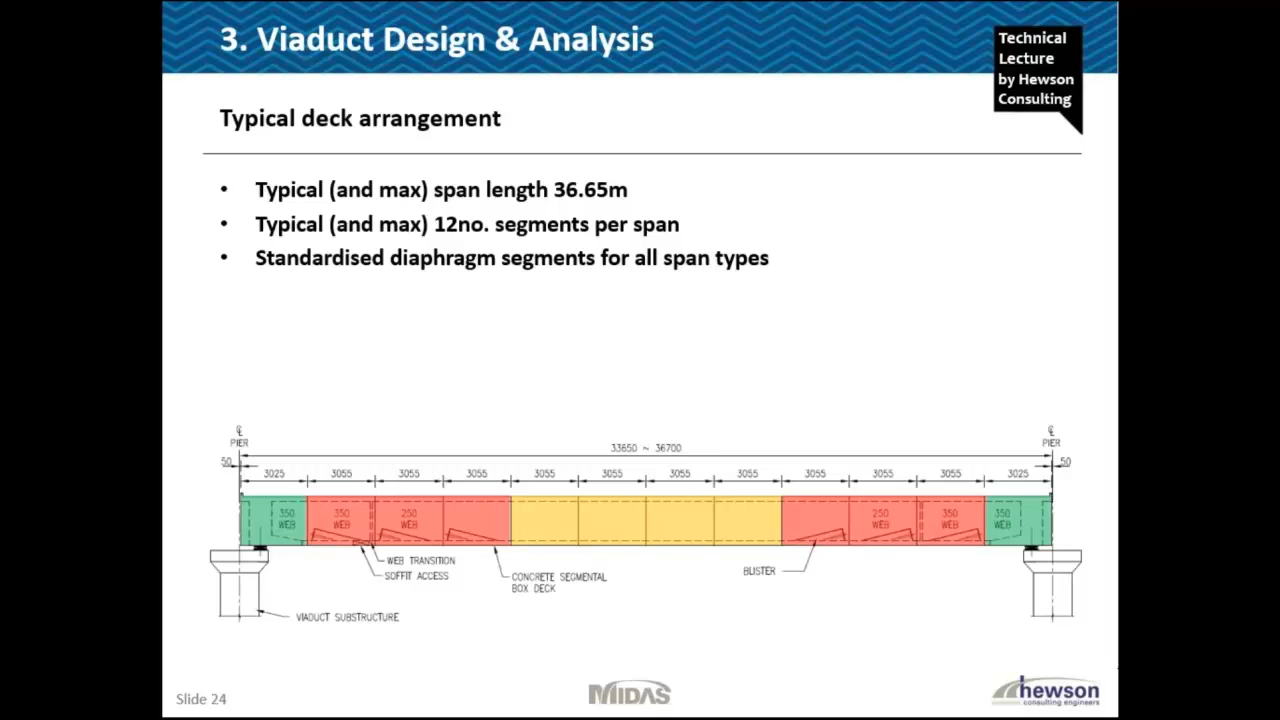 3. Viaduct Design & Analysis
Technical
Lecture
by Hewson
Consulting
Typical deck arrangement
• Typical (and max) span length 36.65m
• Typical (and max) 12no. segments per span
• Standardised diaphragm segments for all span types
℄
PIER
℄
PIER
33650 ~ 36700
50
50
3025 3055 3055 3055 3055 3055 3055 3055 3055 3055 3055 3025
350
WEB
350
WEB
250
WEB
250
WEB
350
WEB
350
WEB
WEB TRANSITION
SOFFIT ACCESS
CONCRETE SEGMENTAL
BOX DECK
BLISTER
VIADUCT SUBSTRUCTURE
Slide 24
MIDAS
hewson
consulting engineers